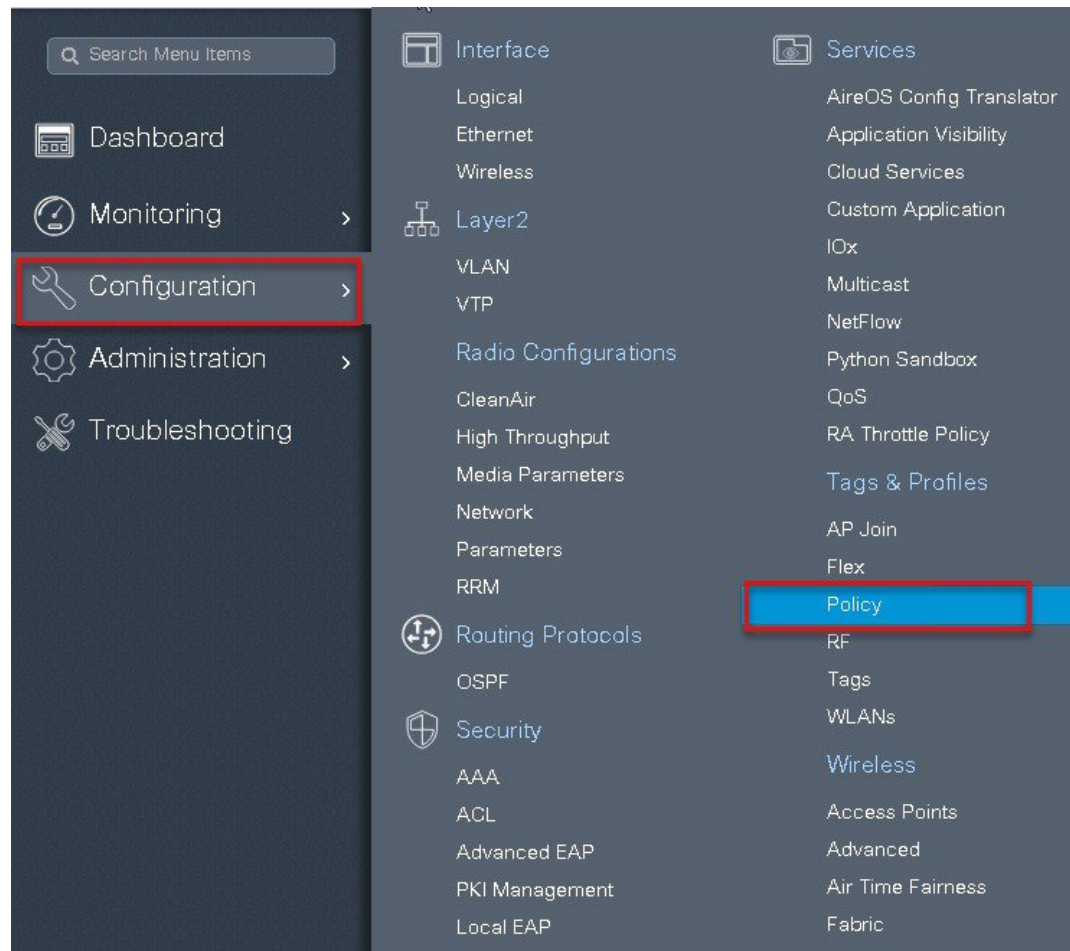 Search Menu Items
Dashboard
Monitoring
Configuration
Administration
Troubleshooting
Interface
Logical
Ethernet
Wireless
Layer2
VLAN
VTP
Radio Configurations
CleanAir
High Throughput
Media Parameters
Network
Parameters
RRM
Routing Protocols
OSPF
Security
AAA
ACL
Advanced EAP
PKI Management
Local EAP
Services
AireOS Config Translator
Application Visibility
Cloud Services
Custom Application
IOx
Multicast
NetFlow
Python Sandbox
QoS
RA Throttle Policy
Tags & Profiles
AP Join
Flex
Policy
RF
Tags
WLANs
Wireless
Access Points
Advanced
Air Time Fairness
Fabric